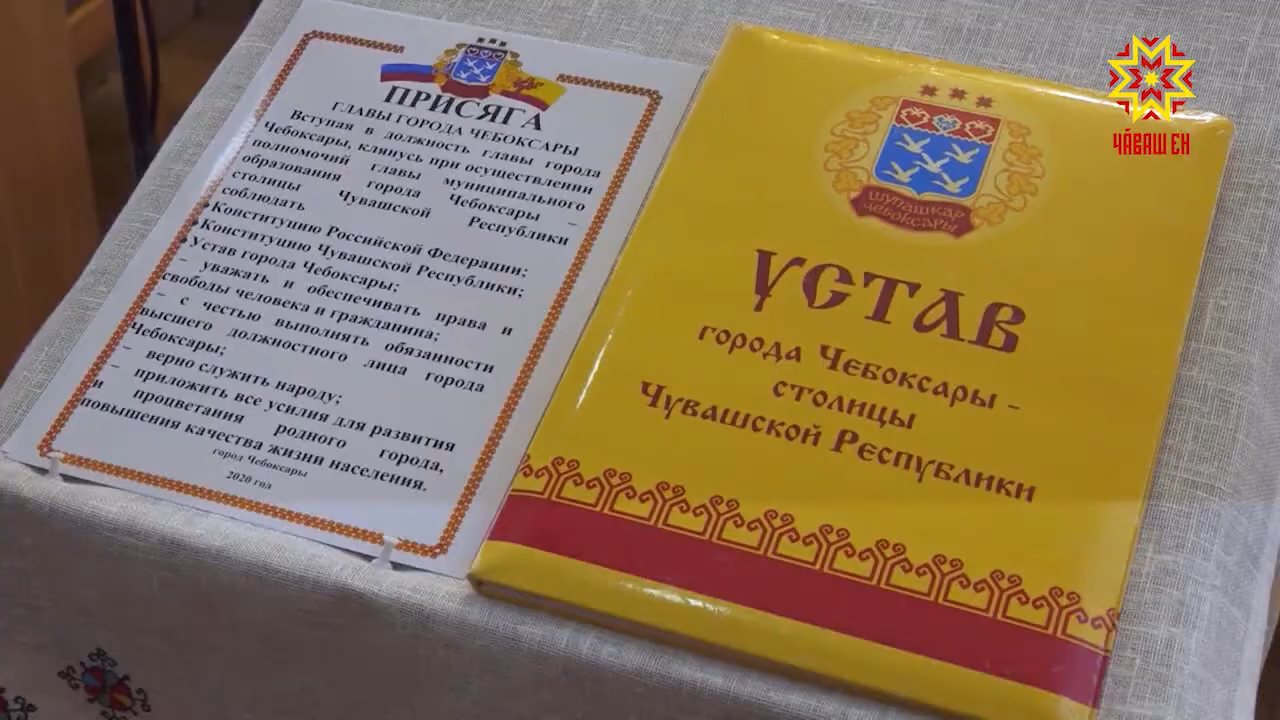 ПРИСЯГА
ГЛАВЫ ГОРОДА ЧЕБОКСАРЫ
Вступая в должность главы города
Чебоксары, клянусь при осуществлении
полномочий главы муниципального
образования города Чебоксары –
столицы Чувашской Республики
соблюдать
Конституцию Российской Федерации;
Конституцию Чувашской Республики;
Устав города Чебоксары;
– уважать и обеспечивать права и
свободы человека и гражданина;
– с честью выполнять обязанности
высшего должностного лица города
Чебоксары;
– верно служить народу;
– приложить все усилия для развития
и процветания родного города,
повышения качества жизни населения.
город Чебоксары
2020 год
ШУПАШКАР
ЧЕБОКСАРЫ
УСТАВ
города Чебоксары -
столицы
Чувашской Республики
ЧĂВАШ ЕН